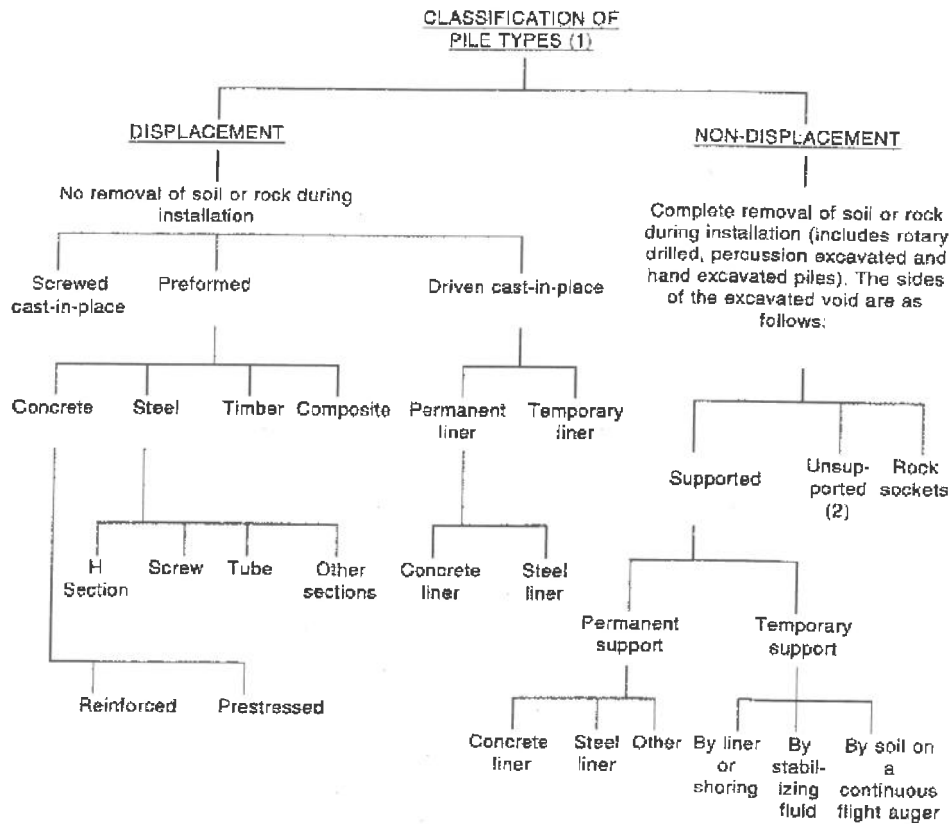 CLASSIFICATION OF
PILE TYPES (1)
DISPLACEMENT
NON-DISPLACEMENT
No removal of soil or rock during
installation
Complete removal of soil or rock
during installation (includes rotary
drilled, percussion excavated and
hand excavated piles). The sides
of the excavated void are as
follows:
Screwed
cast-in-place
Preformed
Driven cast-in-place
Concrete
Steel
Timber
Composite
Permanent
liner
Temporary
liner
Supported
Unsup-
ported
(2)
Rock
sockets
H
Section
Screw
Tube
Other
sections
Concrete
liner
Steel
liner
Permanent
support
Temporary
support
Reinforced
Prestressed
Concrete
liner
Steel
liner
Other
By liner
or
shoring
By
stabil-
izing
fluid
By soil on
a
continuous
flight auger